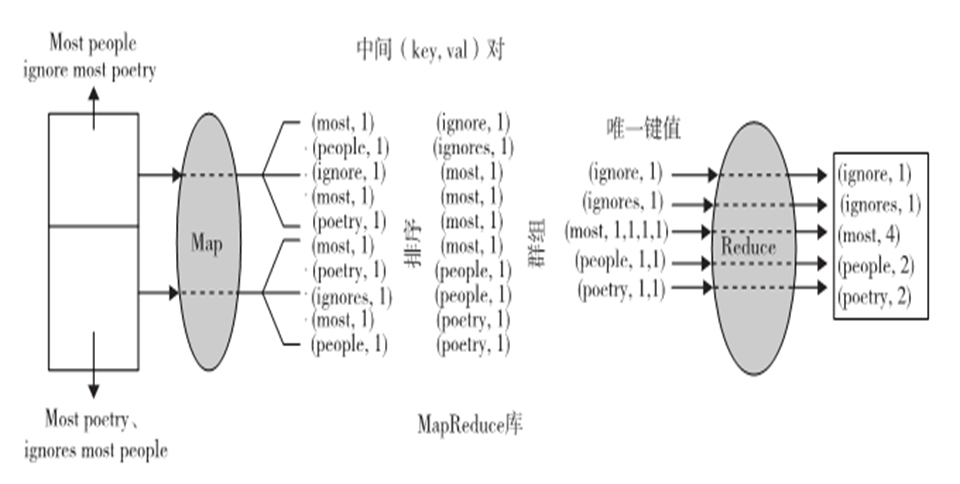 Most people
ignore most poetry
中间（key, val）对
(most, 1)
(people, 1)
(ignore, 1)
(most, 1)
(poetry, 1)
(most, 1)
(poetry, 1)
(ignores, 1)
(most, 1)
(people, 1)
排序
(ignore, 1)
(ignores, 1)
(most, 1)
(most, 1)
(most, 1)
(most, 1)
(people, 1)
(people, 1)
(poetry, 1)
(poetry, 1)
群组
唯一键值
(ignore, 1)
(ignores, 1)
(most, 1,1,1,1)
(people, 1,1)
(poetry, 1,1)
Map
Reduce
(ignore, 1)
(ignores, 1)
(most, 4)
(people, 2)
(poetry, 2)
Most poetry、
ignores most people
MapReduce库